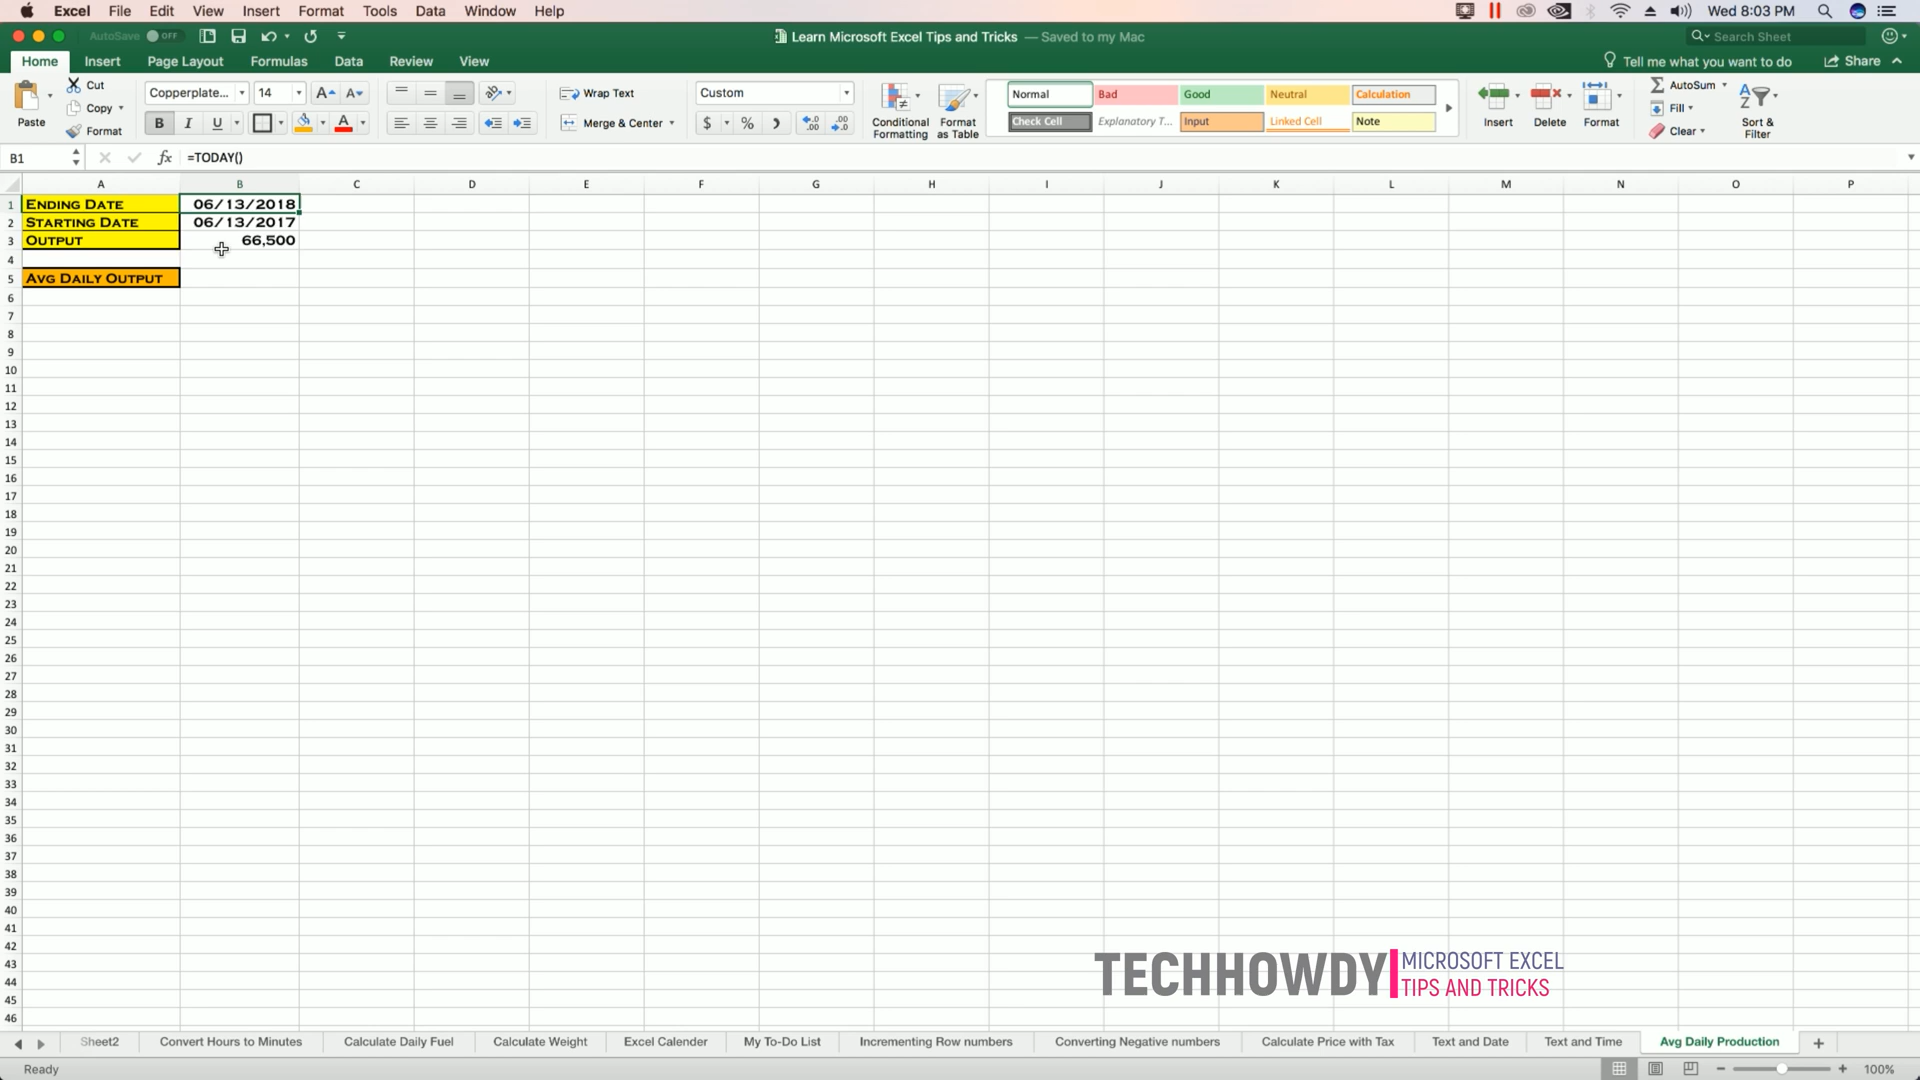 Excel File Edit View Insert Format Tools Data Window Help Wed 8:03 PM
AutoSave OFF Learn Microsoft Excel Tips and Tricks — Saved to my Mac Search Sheet
Home Insert Page Layout Formulas Data Review View Tell me what you want to do Share
Paste Cut Copy Format
Copperplate... 14 A A
B I U A
Wrap Text
Merge & Center
Custom
$ % .00 .00
Conditional Formatting
Format as Table
Normal Bad Good Neutral Calculation
Check Cell Explanatory T... Input Linked Cell Note
Insert Delete Format
AutoSum
Fill
Clear
Sort & Filter
B1 fx =TODAY()
A B C D E F G H I J K L M N O P
1 ENDING DATE 06/13/2018
2 STARTING DATE 06/13/2017
3 OUTPUT 66,500
4
5 AVG DAILY OUTPUT
6
7
8
9
10
11
12
13
14
15
16
17
18
19
20
21
22
23
24
25
26
27
28
29
30
31
32
33
34
35
36
37
38
39
40
41
42
43
44
45
46
TECHHOWDY MICROSOFT EXCEL
TIPS AND TRICKS
Sheet2 Convert Hours to Minutes Calculate Daily Fuel Calculate Weight Excel Calender My To-Do List Incrementing Row numbers Converting Negative numbers Calculate Price with Tax Text and Date Text and Time Avg Daily Production +
Ready 100%